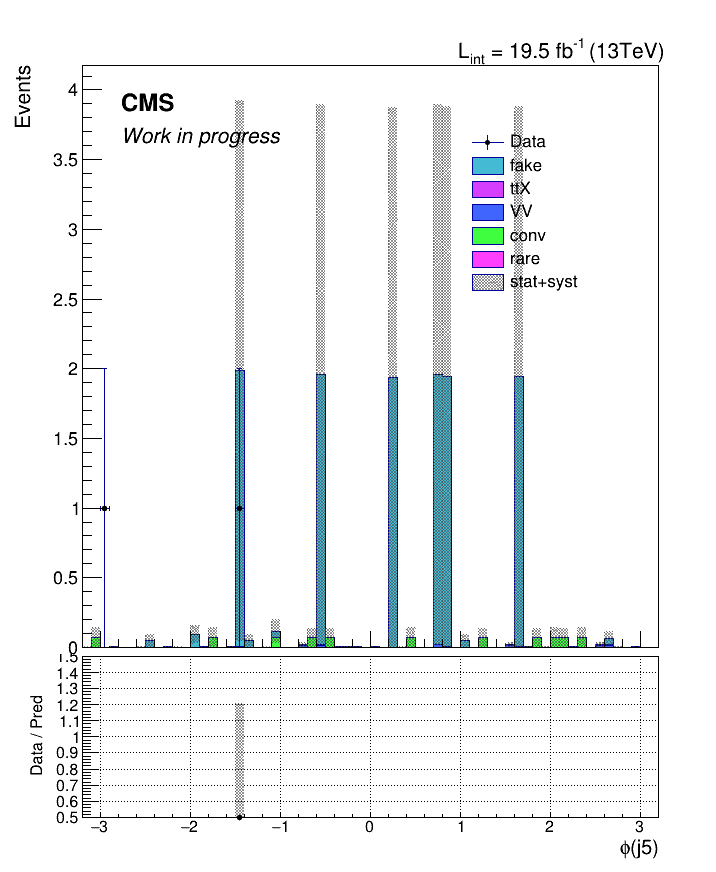 L_int = 19.5 fb^-1 (13TeV)
Events
CMS
Work in progress
Data
fake
ttX
VV
conv
rare
stat+syst
4
3.5
3
2.5
2
1.5
1
0.5
0
Data / Pred
1.5
1.4
1.3
1.2
1.1
1
0.9
0.8
0.7
0.6
0.5
−3 −2 −1 0 1 2 3
ϕ(j5)